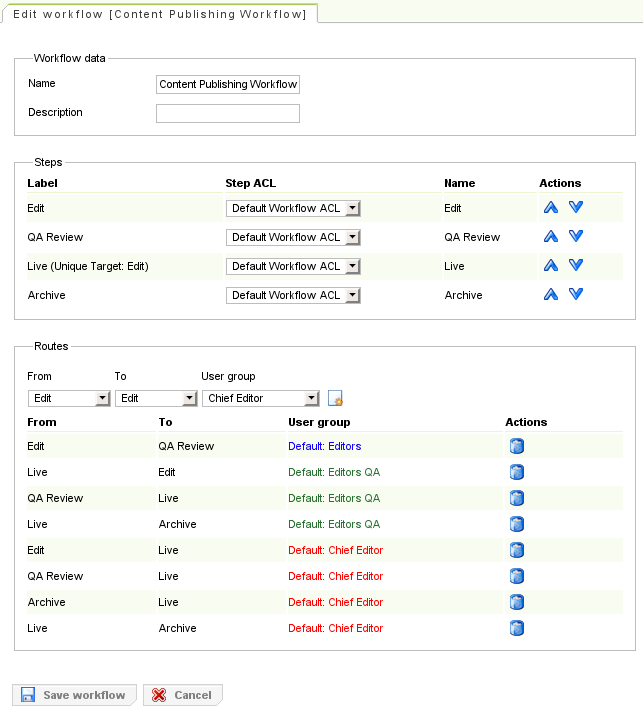 Edit workflow [Content Publishing Workflow]
Workflow data
Name Content Publishing Workflow
Description
Steps
Label Step ACL Name Actions
Edit Default Workflow ACL Edit
QA Review Default Workflow ACL QA Review
Live (Unique Target: Edit) Default Workflow ACL Live
Archive Default Workflow ACL Archive
Routes
From To User group
Edit Edit Chief Editor
From To User group Actions
Edit QA Review Default: Editors
Live Edit Default: Editors QA
QA Review Live Default: Editors QA
Live Archive Default: Editors QA
Edit Live Default: Chief Editor
QA Review Live Default: Chief Editor
Archive Live Default: Chief Editor
Live Archive Default: Chief Editor
Save workflow Cancel